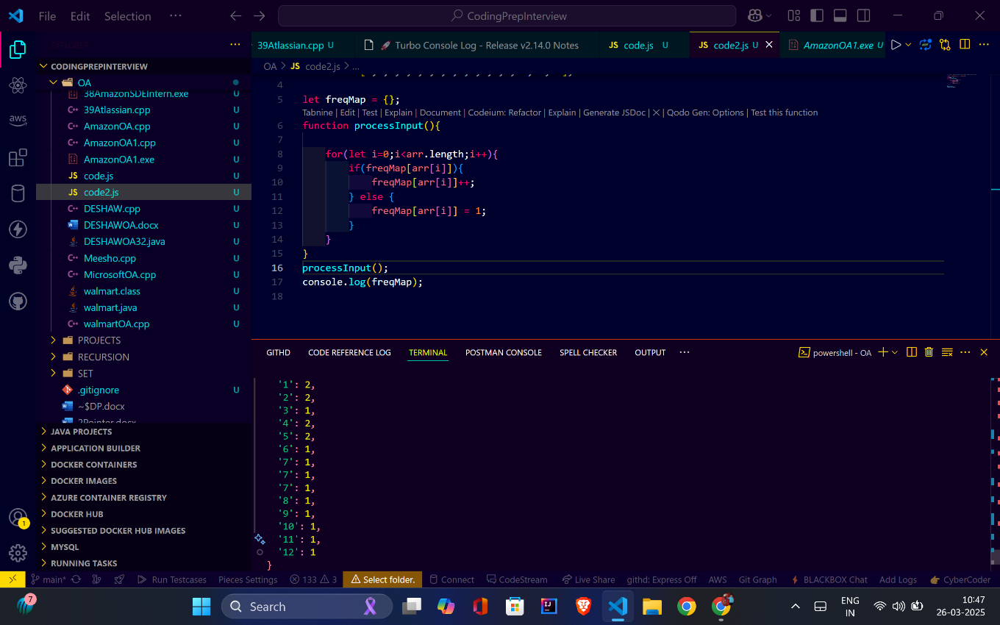 File Edit Selection ··· CodingPrepInterview
39Atlassian.cpp U 🚀 Turbo Console Log - Release v2.14.0 Notes JS code.js U JS code2.js U AmazonOA1.exe U
OA > JS code2.js > ...
CODINGPREPINTERVIEW
OA
38AmazonSDEIntern.exe U
39Atlassian.cpp U
AmazonOA.cpp U
AmazonOA1.cpp U
AmazonOA1.exe U
JS code.js U
JS code2.js U
DESHAW.cpp U
DESHAWOA.docx U
DESHAWOA32.java U
Meesho.cpp U
MicrosoftOA.cpp U
walmart.class U
walmart.java U
walmartOA.cpp U
PROJECTS
RECURSION
SET
.gitignore U
~$DP.docx
2Pointer.docx
JAVA PROJECTS
APPLICATION BUILDER
DOCKER CONTAINERS
DOCKER IMAGES
AZURE CONTAINER REGISTRY
DOCKER HUB
SUGGESTED DOCKER HUB IMAGES
MYSQL
RUNNING TASKS
aws
1
4
5 let freqMap = {};
Tabnine | Edit | Test | Explain | Document | Codeium: Refactor | Explain | Generate JSDoc | X | Qodo Gen: Options | Test this function
6 function processInput(){
7
8 for(let i=0;i<arr.length;i++){
9 if(freqMap[arr[i]]){
10 freqMap[arr[i]]++;
11 } else {
12 freqMap[arr[i]] = 1;
13 }
14 }
15 }
16 processInput();
17 console.log(freqMap);
18
GITHD CODE REFERENCE LOG TERMINAL POSTMAN CONSOLE SPELL CHECKER OUTPUT ··· powershell - OA
'1': 2,
'2': 2,
'3': 1,
'4': 2,
'5': 2,
'6': 1,
'7': 1,
'7': 1,
'7': 1,
'8': 1,
'9': 1,
'10': 1,
'11': 1,
'12': 1
}
main* Run Testcases Pieces Settings 133 3 Select folder. Connect CodeStream Live Share githd: Express Off AWS Git Graph BLACKBOX Chat Add Logs CyberCoder
7 Search ENG IN 10:47
26-03-2025